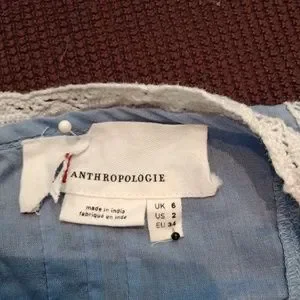 ANTHROPOLOGIE
made in india
fabriqué en inde
UK 6
US 2
EU 34